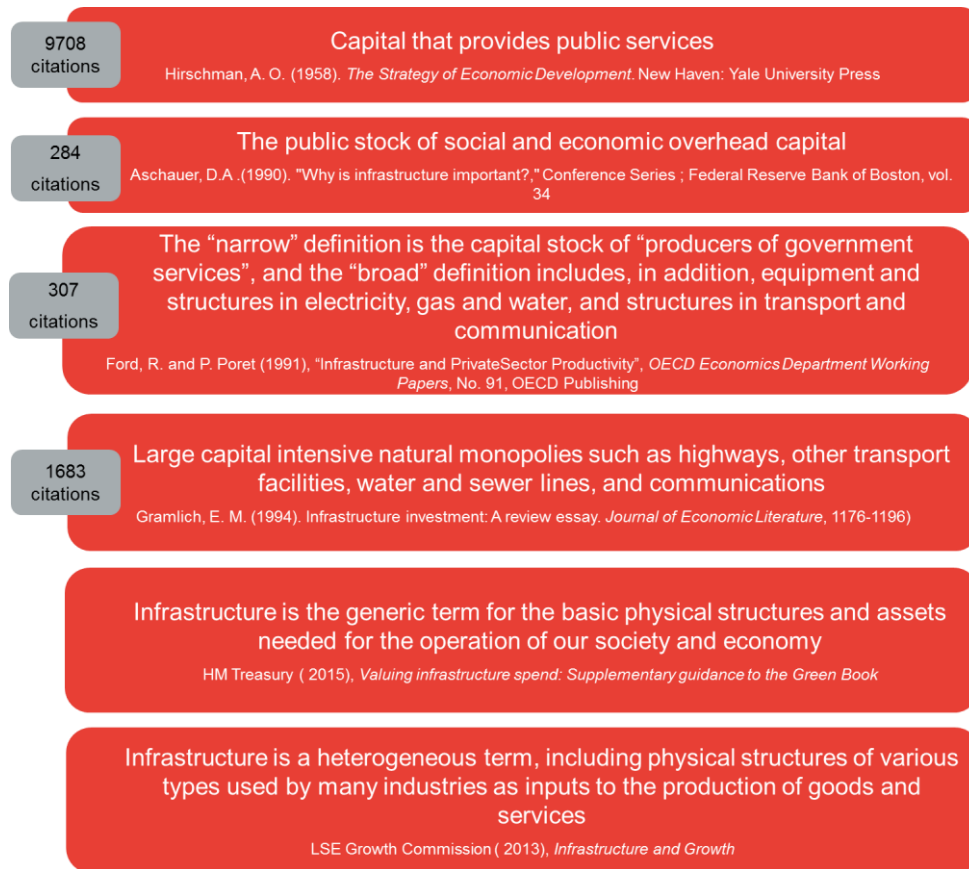 9708
citations
Capital that provides public services
Hirschman, A. O. (1958). The Strategy of Economic Development. New Haven: Yale University Press
284
citations
The public stock of social and economic overhead capital
Aschauer, D.A .(1990). "Why is infrastructure important?," Conference Series ; Federal Reserve Bank of Boston, vol.
34
307
citations
The “narrow” definition is the capital stock of “producers of government
services”, and the “broad” definition includes, in addition, equipment and
structures in electricity, gas and water, and structures in transport and
communication
Ford, R. and P. Poret (1991), “Infrastructure and PrivateSector Productivity”, OECD Economics Department Working
Papers, No. 91, OECD Publishing
1683
citations
Large capital intensive natural monopolies such as highways, other transport
facilities, water and sewer lines, and communications
Gramlich, E. M. (1994). Infrastructure investment: A review essay. Journal of Economic Literature, 1176-1196)
Infrastructure is the generic term for the basic physical structures and assets
needed for the operation of our society and economy
HM Treasury ( 2015), Valuing infrastructure spend: Supplementary guidance to the Green Book
Infrastructure is a heterogeneous term, including physical structures of various
types used by many industries as inputs to the production of goods and
services
LSE Growth Commission ( 2013), Infrastructure and Growth